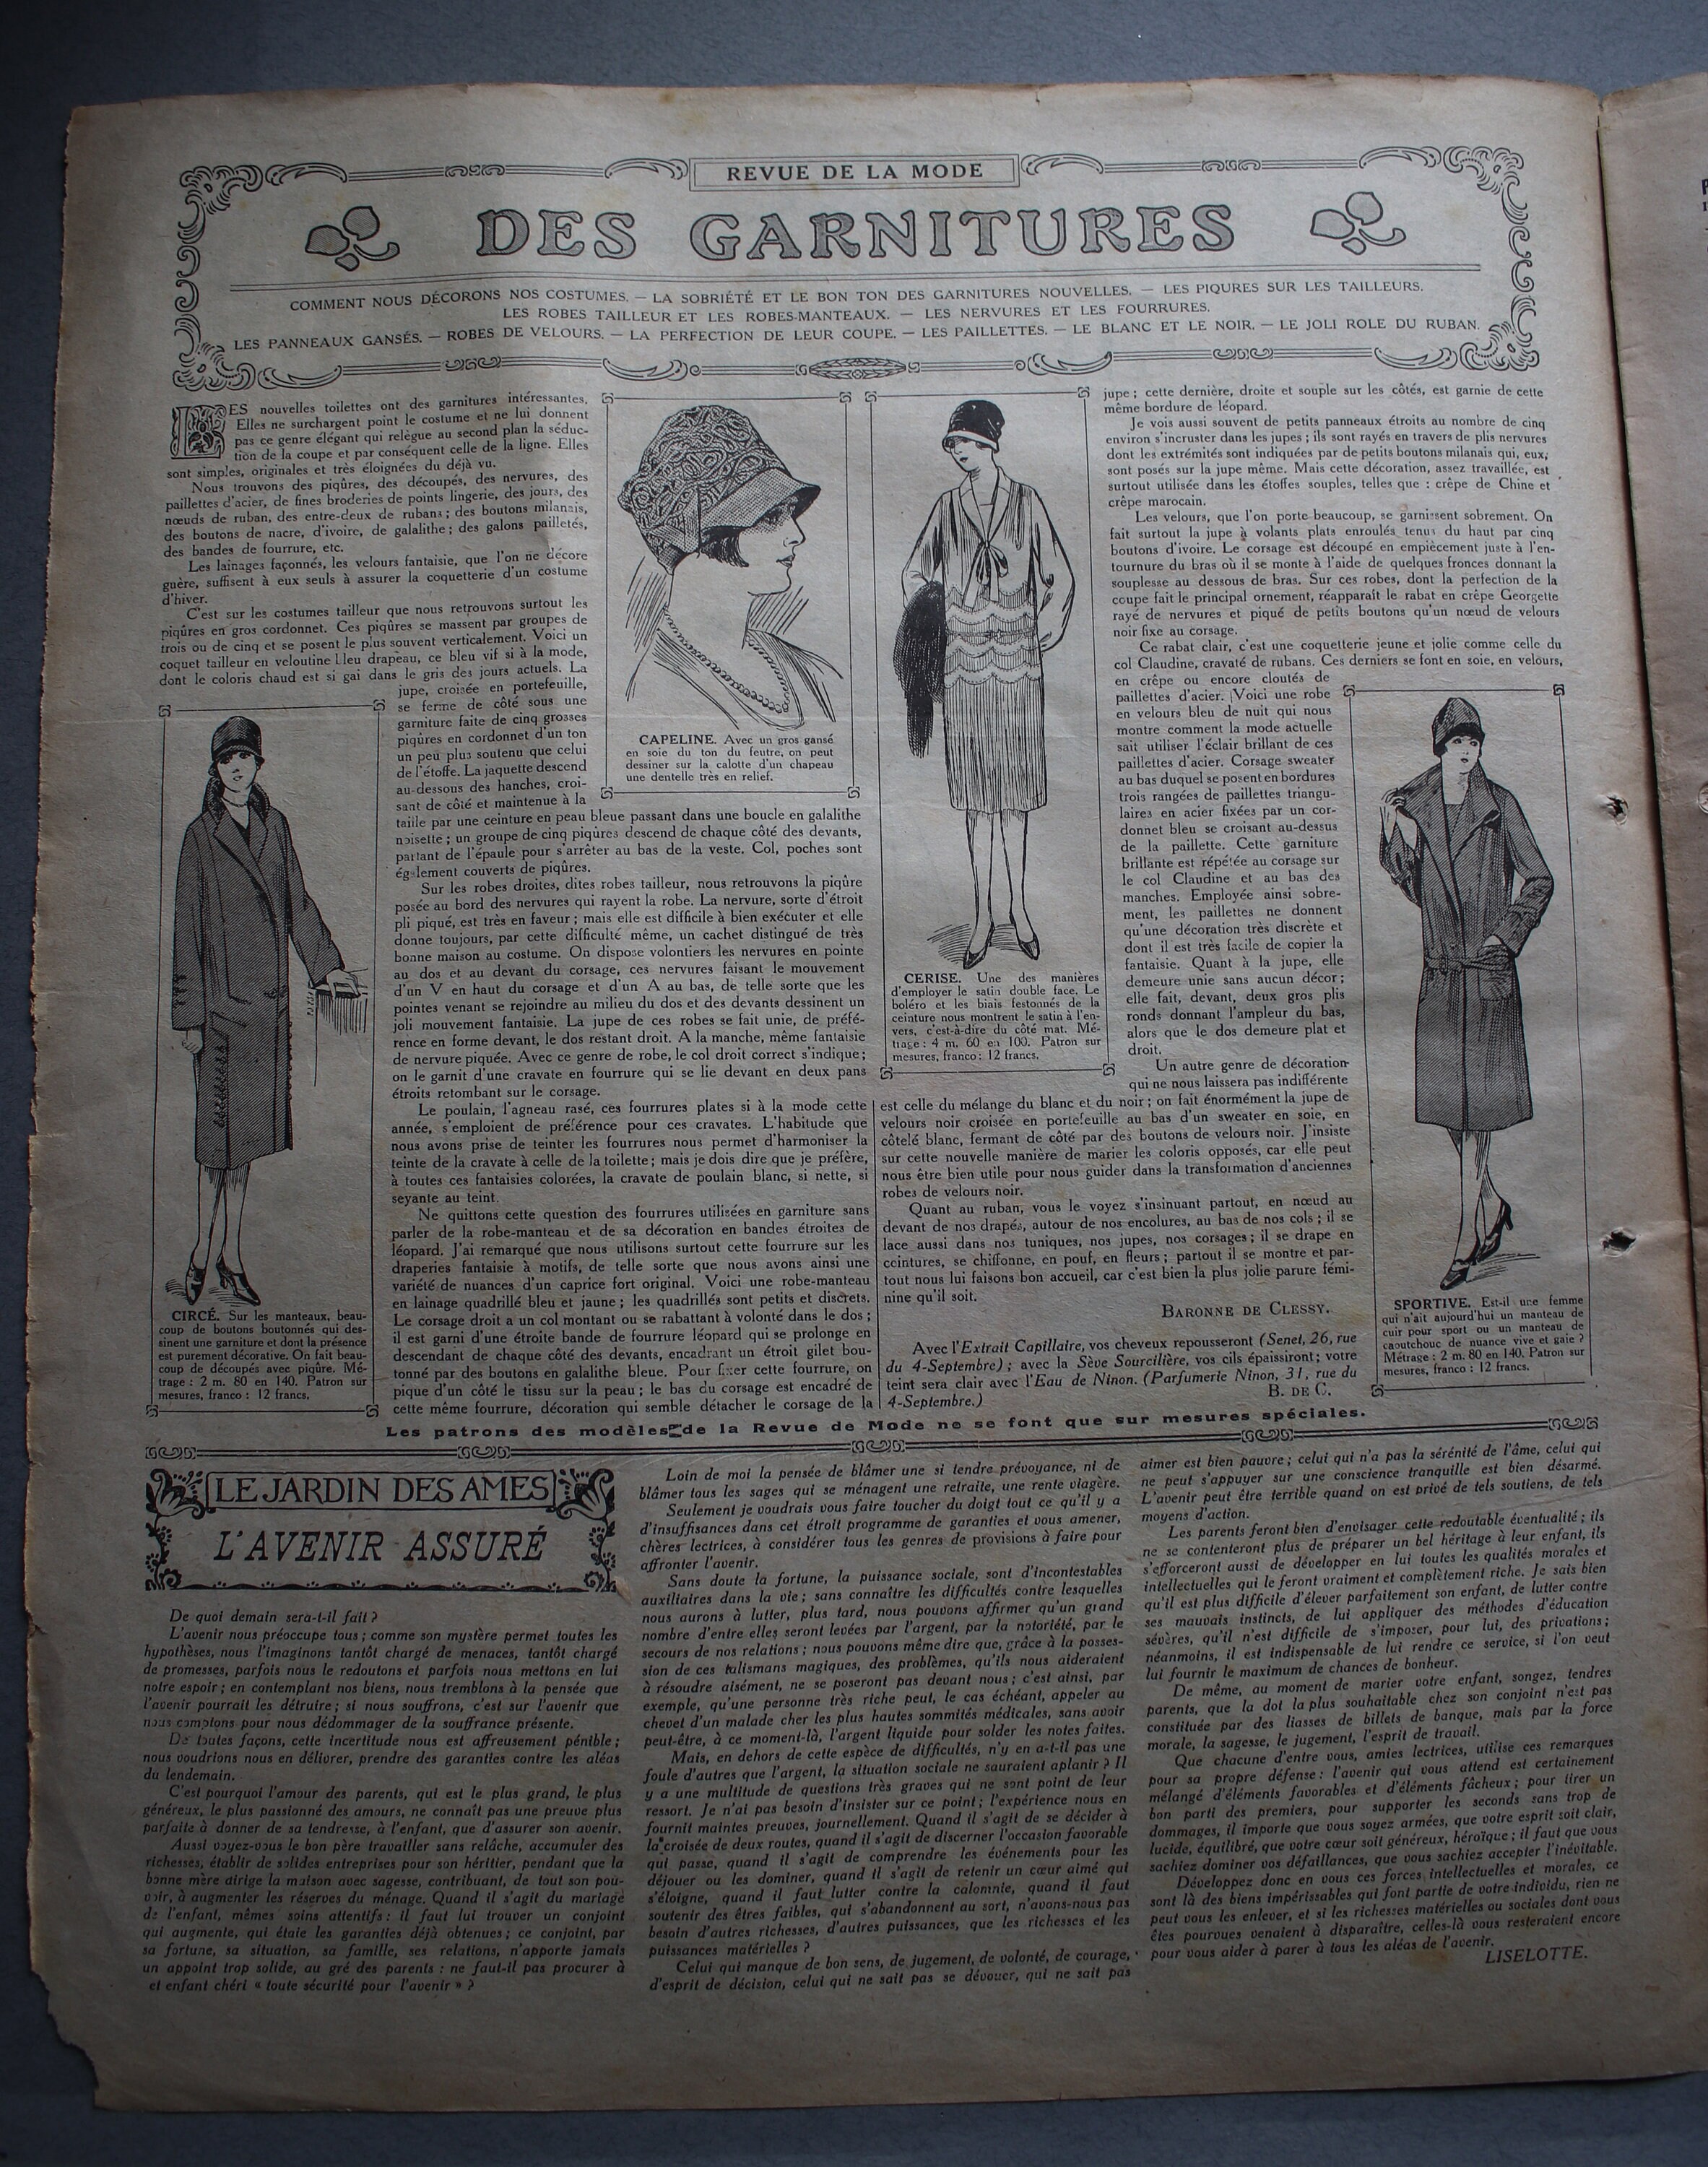 REVUE DE LA MODE
DES GARNITURES
COMMENT NOUS DÉCORONS NOS COSTUMES. — LA SOBRIÉTÉ ET LE BON TON DES GARNITURES NOUVELLES. — LES PIQURES SUR LES TAILLEURS.
LES ROBES TAILLEUR ET LES ROBES-MANTEAUX. — LES NERVURES ET LES FOURRURES.
LES PANNEAUX GANSÉS. — ROBES DE VELOURS. — LA PERFECTION DE LEUR COUPE. — LES PAILLETTES. — LE BLANC ET LE NOIR. — LE JOLI ROLE DU RUBAN.
LES nouvelles toilettes ont des garnitures intéressantes.
Elles ne surchargent point le costume et ne lui donnent
pas ce genre élégant qui relègue au second plan la séduc-
tion de la coupe et par conséquent celle de la ligne. Elles
sont simples, originales et très éloignées du déjà vu.
Nous trouvons des piqûres, des découpés, des nervures, des
paillettes d'acier, de fines broderies de points lingerie, des jours, des
nœuds de ruban, des entre-deux de rubans ; des boutons milanais,
des boutons de nacre, d'ivoire, de galalithe ; des galons pailletés,
des bandes de fourrure, etc.
Les lainages façonnés, les velours fantaisie, que l'on ne décore
guère, suffisent à eux seuls à assurer la coquetterie d'un costume
d'hiver.
C'est sur les costumes tailleur que nous retrouvons surtout les
piqûres en gros cordonnet. Ces piqûres se massent par groupes de
trois ou de cinq et se posent le plus souvent verticalement. Voici un
coquet tailleur en veloutine bleu drapeau, ce bleu vif si à la mode,
dont le coloris chaud est si gai dans le gris des jours actuels. La
jupe, croisée en portefeuille,
se ferme de côté sous une
garniture faite de cinq grosses
piqûres en cordonnet d'un ton
un peu plus soutenu que celui
de l'étoffe. La jaquette descend
au-dessous des hanches, croi-
sant de côté et maintenue à la
taille par une ceinture en peau bleue passant dans une boucle en galalithe
noisette ; un groupe de cinq piqûres descend de chaque côté des devants,
partant de l'épaule pour s'arrêter au bas de la veste. Col, poches sont
également couverts de piqûres.
Sur les robes droites, dites robes tailleur, nous retrouvons la piqûre
posée au bord des nervures qui rayent la robe. La nervure, sorte d'étroit
pli piqué, est très en faveur ; mais elle est difficile à bien exécuter et elle
donne toujours, par cette difficulté même, un cachet distingué de très
bonne maison au costume. On dispose volontiers les nervures en pointe
au dos et au devant du corsage, ces nervures faisant le mouvement
d'un V en haut du corsage et d'un A au bas, de telle sorte que les
pointes venant se rejoindre au milieu du dos et des devants dessinent un
joli mouvement fantaisie. La jupe de ces robes se fait unie, de préfé-
rence en forme devant, le dos restant droit. A la manche, même fantaisie
de nervure piquée. Avec ce genre de robe, le col droit correct s'indique ;
on le garnit d'une cravate en fourrure qui se lie devant en deux pans
étroits retombant sur le corsage.
Le poulain, l'agneau rasé, ces fourrures plates si à la mode cette
année, s'emploient de préférence pour ces cravates. L'habitude que
nous avons prise de teinter les fourrures nous permet d'harmoniser la
teinte de la cravate à celle de la toilette ; mais je dois dire que je préfère,
à toutes ces fantaisies colorées, la cravate de poulain blanc, si nette, si
seyante au teint.
Ne quittons cette question des fourrures utilisées en garniture sans
parler de la robe-manteau et de sa décoration en bandes étroites de
léopard. J'ai remarqué que nous utilisons surtout cette fourrure sur les
draperies fantaisie à motifs, de telle sorte que nous avons ainsi une
variété de nuances d'un caprice fort original. Voici une robe-manteau
en lainage quadrillé bleu et jaune ; les quadrillés sont petits et discrets.
Le corsage droit a un col montant ou se rabattant à volonté dans le dos ;
il est garni d'une étroite bande de fourrure léopard qui se prolonge en
descendant de chaque côté des devants, encadrant un étroit gilet bou-
tonné par des boutons en galalithe bleue. Pour fixer cette fourrure, on
pique d'un côté le tissu sur la peau ; le bas du corsage est encadré de
cette même fourrure, décoration qui semble détacher le corsage de la
CAPELINE. Avec un gros gansé
en soie du ton du feutre, on peut
dessiner sur la calotte d'un chapeau
une dentelle très en relief.
CERISE. Une des manières
d'employer le satin double face. Le
boléro et les biais festonnés de la
ceinture nous montrent le satin à l'en-
vers, c'est-à-dire du côté mat. Mé-
trage : 4 m. 60 en 100. Patron sur
mesures, franco : 12 francs.
CIRCÉ. Sur les manteaux, beau-
coup de boutons boutonnés qui des-
sinent une garniture et dont la présence
est purement décorative. On fait beau-
coup de découpés avec piqûre. Mé-
trage : 2 m. 80 en 140. Patron sur
mesures, franco : 12 francs.
jupe ; cette dernière, droite et souple sur les côtés, est garnie de cette
même bordure de léopard.
Je vois aussi souvent de petits panneaux étroits au nombre de cinq
environ s'incruster dans les jupes ; ils sont rayés en travers de plis nervures
dont les extrémités sont indiquées par de petits boutons milanais qui, eux,
sont posés sur la jupe même. Mais cette décoration, assez travaillée, est
surtout utilisée dans les étoffes souples, telles que : crêpe de Chine et
crêpe marocain.
Les velours, que l'on porte beaucoup, se garnissent sobrement. On
fait surtout la jupe à volants plats enroulés tenus du haut par cinq
boutons d'ivoire. Le corsage est découpé en empiècement juste à l'en-
tournure du bras où il se monte à l'aide de quelques fronces donnant la
souplesse au dessous de bras. Sur ces robes, dont la perfection de la
coupe fait le principal ornement, réapparaît le rabat en crêpe Georgette
rayé de nervures et piqué de petits boutons qu'un nœud de velours
noir fixe au corsage.
Ce rabat clair, c'est une coquetterie jeune et jolie comme celle du
col Claudine, cravaté de rubans. Ces derniers se font en soie, en velours,
en crêpe ou encore cloutés de
paillettes d'acier. Voici une robe
en velours bleu de nuit qui nous
montre comment la mode actuelle
sait utiliser l'éclair brillant de ces
paillettes d'acier. Corsage sweater
au bas duquel se posent en bordures
trois rangées de paillettes triangu-
laires en acier fixées par un cor-
donnet bleu se croisant au-dessus
de la paillette. Cette garniture
brillante est répétée au corsage sur
le col Claudine et au bas des
manches. Employée ainsi sobre-
ment, les paillettes ne donnent
qu'une décoration très discrète et
dont il est très facile de copier la
fantaisie. Quant à la jupe, elle
demeure unie sans aucun décor ;
elle fait, devant, deux gros plis
ronds donnant l'ampleur du bas,
alors que le dos demeure plat et
droit.
Un autre genre de décoration
qui ne nous laissera pas indifférente
est celle du mélange du blanc et du noir ; on fait énormément la jupe de
velours noir croisée en portefeuille au bas d'un sweater en soie, en
côtelé blanc, fermant de côté par des boutons de velours noir. J'insiste
sur cette nouvelle manière de marier les coloris opposés, car elle peut
nous être bien utile pour nous guider dans la transformation d'anciennes
robes de velours noir.
Quant au ruban, vous le voyez s'insinuant partout, en nœud au
devant de nos drapés, autour de nos encolures, au bas de nos cols ; il se
lace aussi dans nos tuniques, nos jupes, nos corsages ; il se drape en
ceintures, se chiffonne, en pouf, en fleurs ; partout il se montre et par-
tout nous lui faisons bon accueil, car c'est bien la plus jolie parure fémi-
nine qu'il soit.
BARONNE DE CLESSY.
Avec l'Extrait Capillaire, vos cheveux repousseront (Senet, 26, rue
du 4-Septembre) ; avec la Sève Sourcilière, vos cils épaissiront ; votre
teint sera clair avec l'Eau de Ninon. (Parfumerie Ninon, 31, rue du
4-Septembre.)
B. DE C.
SPORTIVE. Est-il une femme
qui n'ait aujourd'hui un manteau de
cuir pour sport ou un manteau de
caoutchouc de nuance vive et gaie ?
Métrage : 2 m. 80 en 140. Patron sur
mesures, franco : 12 francs.
Les patrons des modèles de la Revue de Mode ne se font que sur mesures spéciales.
LE JARDIN DES AMES
L'AVENIR ASSURÉ
De quoi demain sera-t-il fait ?
L'avenir nous préoccupe tous ; comme son mystère permet toutes les
hypothèses, nous l'imaginons tantôt chargé de menaces, tantôt chargé
de promesses, parfois nous le redoutons et parfois nous mettons en lui
notre espoir ; en contemplant nos biens, nous tremblons à la pensée que
l'avenir pourrait les détruire ; si nous souffrons, c'est sur l'avenir que
nous comptons pour nous dédommager de la souffrance présente.
De toutes façons, cette incertitude nous est affreusement pénible ;
nous voudrions nous en délivrer, prendre des garanties contre les aléas
du lendemain.
C'est pourquoi l'amour des parents, qui est le plus grand, le plus
généreux, le plus passionné des amours, ne connaît pas une preuve plus
parfaite à donner de sa tendresse, à l'enfant, que d'assurer son avenir.
Aussi voyez-vous le bon père travailler sans relâche, accumuler des
richesses, établir de solides entreprises pour son héritier, pendant que la
bonne mère dirige la maison avec sagesse, contribuant, de tout son pou-
voir, à augmenter les réserves du ménage. Quand il s'agit du mariage
de l'enfant, mêmes soins attentifs : il faut lui trouver un conjoint
qui augmente, qui étaie les garanties déjà obtenues ; ce conjoint, par
sa fortune, sa situation, sa famille, ses relations, n'apporte jamais
un appoint trop solide, au gré des parents : ne faut-il pas procurer à
et enfant chéri « toute sécurité pour l'avenir » ?
Loin de moi la pensée de blâmer une si tendre prévoyance, ni de
blâmer tous les sages qui se ménagent une retraite, une rente viagère.
Seulement je voudrais vous faire toucher du doigt tout ce qu'il y a
d'insuffisances dans cet étroit programme de garanties et vous amener,
chères lectrices, à considérer tous les genres de provisions à faire pour
affronter l'avenir.
Sans doute la fortune, la puissance sociale, sont d'incontestables
auxiliaires dans la vie ; sans connaître les difficultés contre lesquelles
nous aurons à lutter, plus tard, nous pouvons affirmer qu'un grand
nombre d'entre elles seront levées par l'argent, par la notoriété, par le
secours de nos relations ; nous pouvons même dire que, grâce à la posses-
sion de ces talismans magiques, des problèmes, qu'ils nous aideraient
à résoudre aisément, ne se poseront pas devant nous ; c'est ainsi, par
exemple, qu'une personne très riche peut, le cas échéant, appeler au
chevet d'un malade cher les plus hautes sommités médicales, sans avoir
peut-être, à ce moment-là, l'argent liquide pour solder les notes faites.
Mais, en dehors de cette espèce de difficultés, n'y en a-t-il pas une
foule d'autres que l'argent, la situation sociale ne sauraient aplanir ? Il
y a une multitude de questions très graves qui ne sont point de leur
ressort. Je n'ai pas besoin d'insister sur ce point ; l'expérience nous en
fournit maintes preuves, journellement. Quand il s'agit de se décider à
la croisée de deux routes, quand il s'agit de discerner l'occasion favorable
qui passe, quand il s'agit de comprendre les événements pour les
déjouer ou les dominer, quand il s'agit de retenir un cœur aimé qui
s'éloigne, quand il faut lutter contre la calomnie, quand il faut
soutenir des êtres faibles, qui s'abandonnent au sort, n'avons-nous pas
besoin d'autres richesses, d'autres puissances, que les richesses et les
puissances matérielles ?
Celui qui manque de bon sens, de jugement, de volonté, de courage,
d'esprit de décision, celui qui ne sait pas se dévouer, qui ne sait pas
aimer est bien pauvre ; celui qui n'a pas la sérénité de l'âme, celui qui
ne peut s'appuyer sur une conscience tranquille est bien désarmé.
L'avenir peut être terrible quand on est privé de tels soutiens, de tels
moyens d'action.
Les parents feront bien d'envisager cette redoutable éventualité ; ils
ne se contenteront plus de préparer un bel héritage à leur enfant, ils
s'efforceront aussi de développer en lui toutes les qualités morales et
intellectuelles qui le feront vraiment et complètement riche. Je sais bien
qu'il est plus difficile d'élever parfaitement son enfant, de lutter contre
ses mauvais instincts, de lui appliquer des méthodes d'éducation
sévères, qu'il n'est difficile de s'imposer, pour lui, des privations ;
néanmoins, il est indispensable de lui rendre ce service, si l'on veut
lui fournir le maximum de chances de bonheur.
De même, au moment de marier votre enfant, songez, tendres
parents, que la dot la plus souhaitable chez son conjoint n'est pas
constituée par des liasses de billets de banque, mais par la force
morale, la sagesse, le jugement, l'esprit de travail.
Que chacune d'entre vous, amies lectrices, utilise ces remarques
pour sa propre défense : l'avenir qui vous attend est certainement
mélangé d'éléments favorables et d'éléments fâcheux ; pour tirer un
bon parti des premiers, pour supporter les seconds sans trop de
dommages, il importe que vous soyez armées, que votre esprit soit clair,
lucide, équilibré, que votre cœur soit généreux, héroïque ; il faut que vous
sachiez dominer vos défaillances, que vous sachiez accepter l'inévitable.
Développez donc en vous ces forces intellectuelles et morales, ce
sont là des biens impérissables qui font partie de votre individu, rien ne
peut vous les enlever, et si les richesses matérielles ou sociales dont vous
êtes pourvues venaient à disparaître, celles-là vous resteraient encore
pour vous aider à parer à tous les aléas de l'avenir.
LISELOTTE.